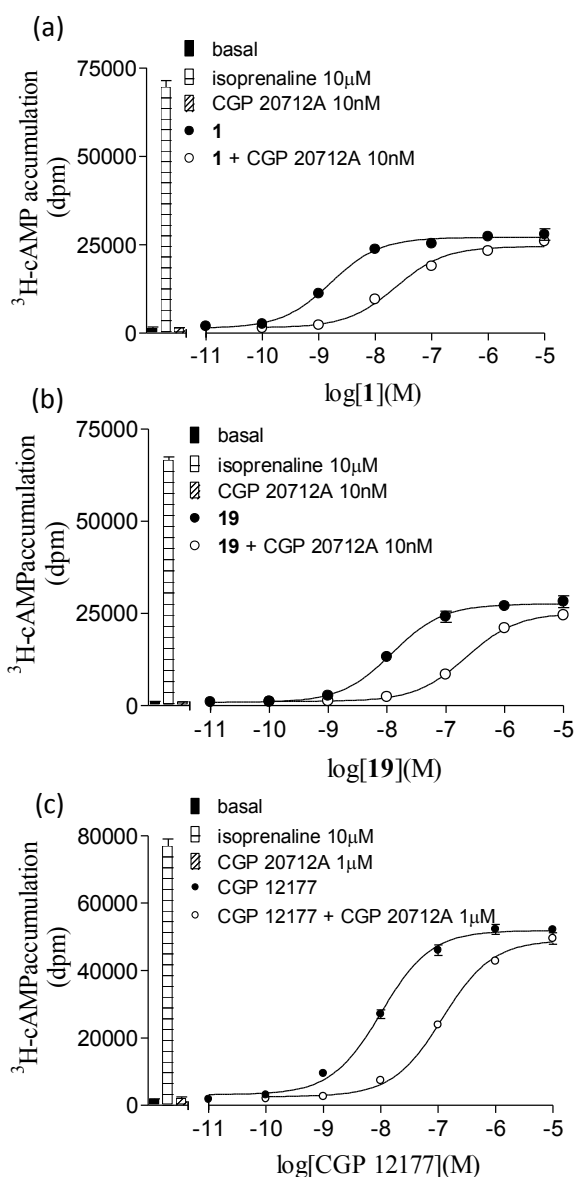 (a)
basal
isoprenaline 10μM
CGP 20712A 10nM
1
1 + CGP 20712A 10nM
³H-cAMP accumulation
(dpm)
75000
50000
25000
0
-11 -10 -9 -8 -7 -6 -5
log[1](M)
(b)
basal
isoprenaline 10μM
CGP 20712A 10nM
19
19 + CGP 20712A 10nM
³H-cAMPaccumulation
(dpm)
75000
50000
25000
0
-11 -10 -9 -8 -7 -6 -5
log[19](M)
(c)
basal
isoprenaline 10μM
CGP 20712A 1μM
CGP 12177
CGP 12177 + CGP 20712A 1μM
³H-cAMPaccumulation
(dpm)
80000
60000
40000
20000
0
-11 -10 -9 -8 -7 -6 -5
log[CGP 12177](M)